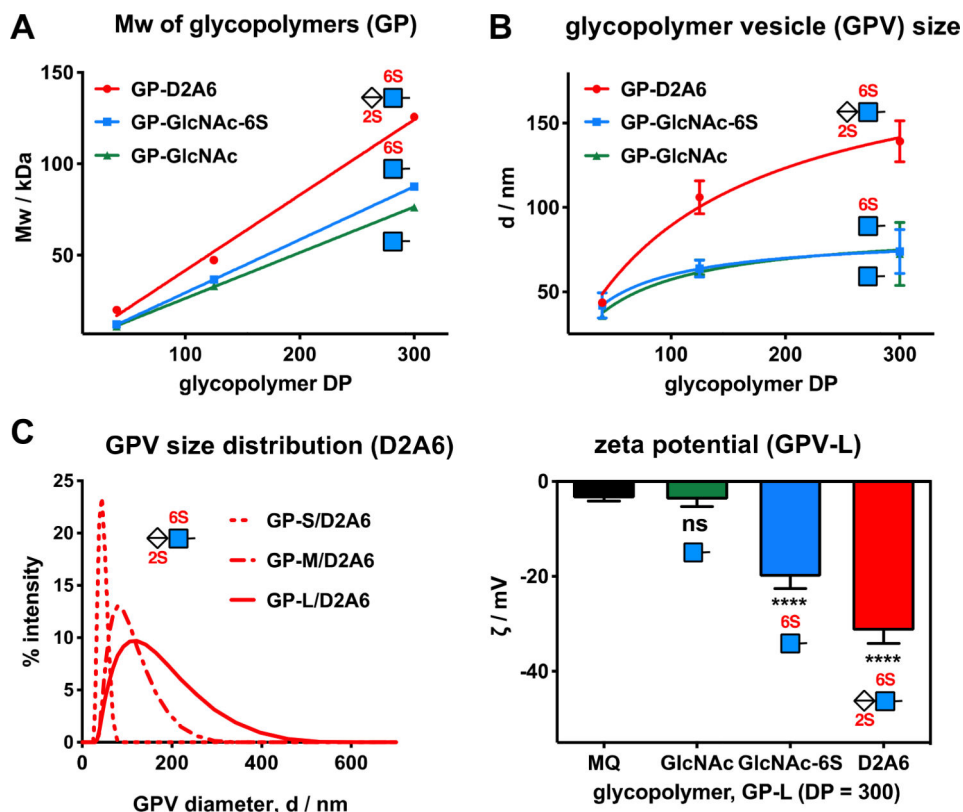 A
Mw of glycopolymers (GP)
150
100
50
Mw / kDa
GP-D2A6
GP-GlcNAc-6S
GP-GlcNAc
6S
2S
6S
100
200
300
glycopolymer DP
B
glycopolymer vesicle (GPV) size
150
100
50
d / nm
GP-D2A6
GP-GlcNAc-6S
GP-GlcNAc
6S
2S
6S
100
200
300
glycopolymer DP
C
GPV size distribution (D2A6)
25
20
15
10
5
0
% intensity
6S
2S
GP-S/D2A6
GP-M/D2A6
GP-L/D2A6
0
200
400
600
GPV diameter, d / nm
zeta potential (GPV-L)
0
-20
-40
ζ / mV
ns
****
6S
****
6S
2S
MQ
GlcNAc
GlcNAc-6S
D2A6
glycopolymer, GP-L (DP = 300)